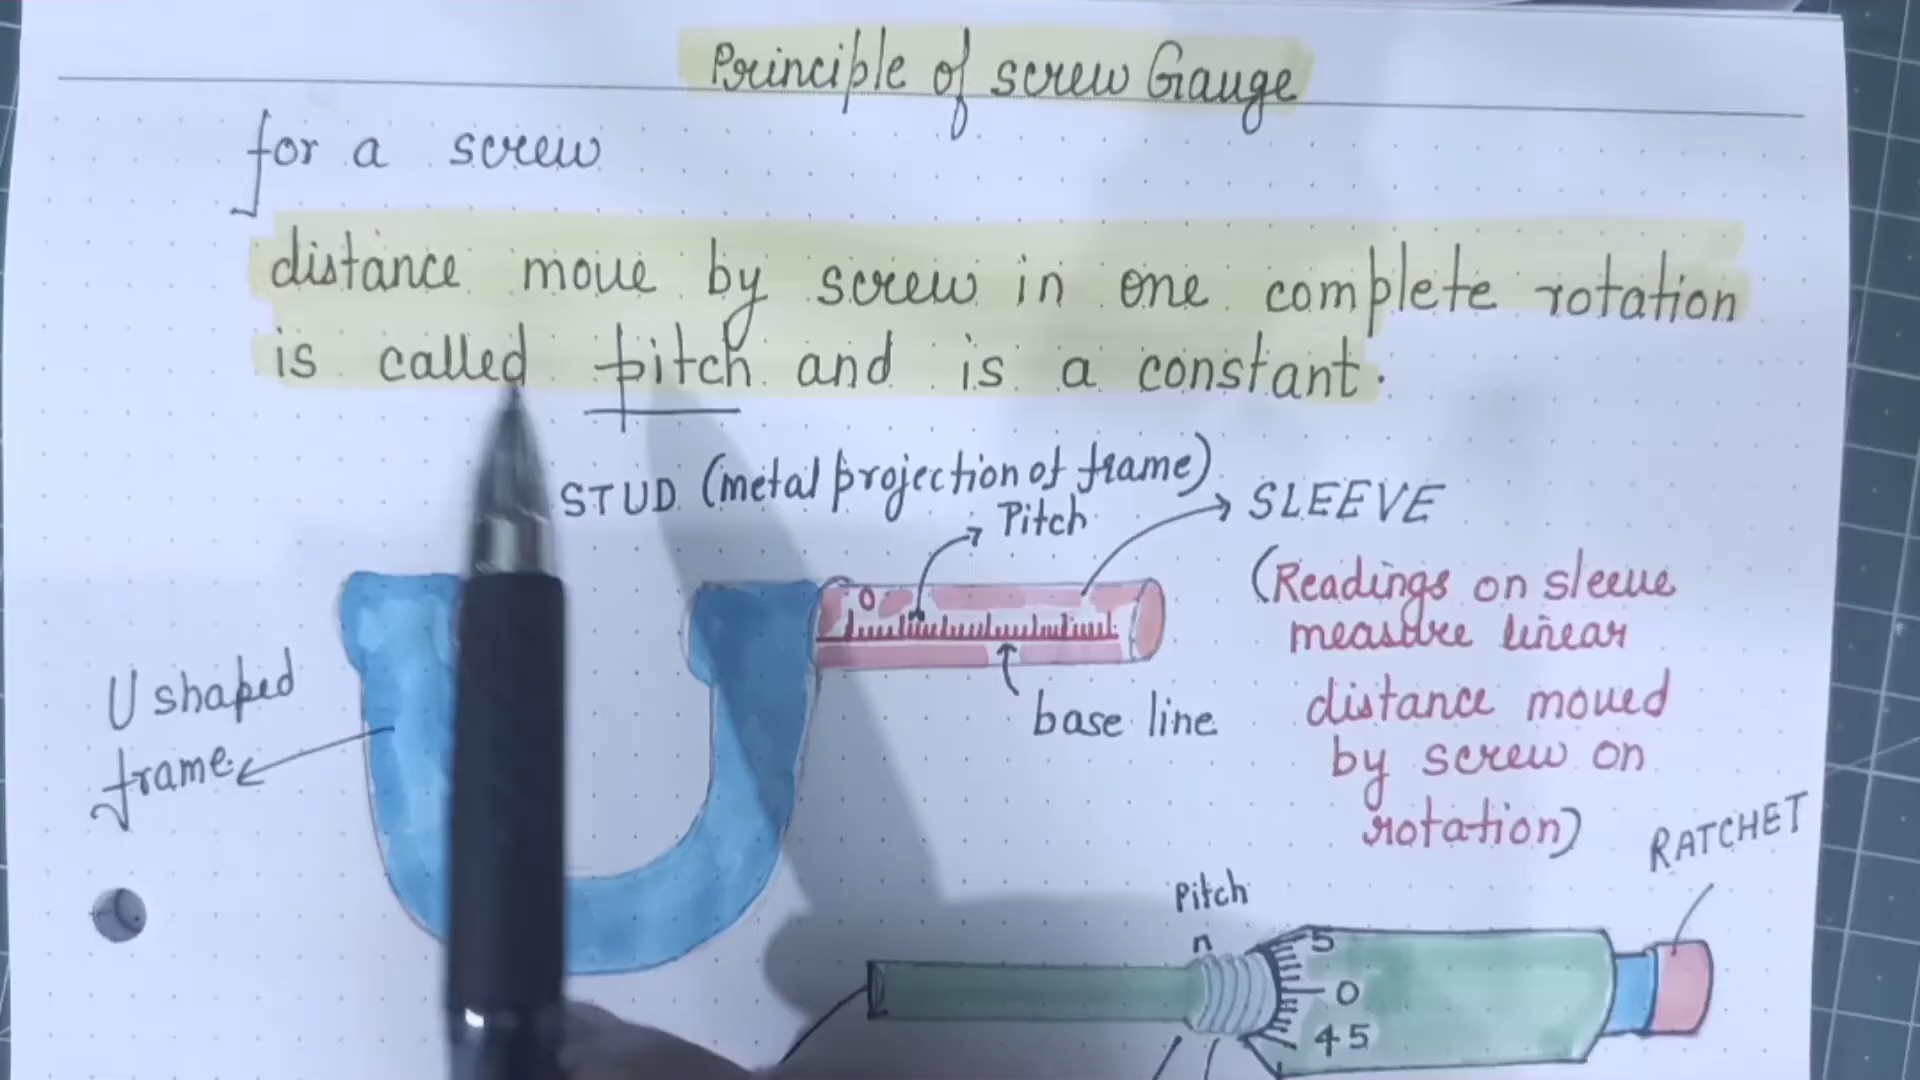 Principle of screw Gauge
for a screw
distance move by screw in one complete rotation
is called pitch and is a constant.
STUD (metal projection of frame)
Pitch
SLEEVE
(Readings on sleeve
measure linear
distance moved
by screw on
rotation)
0
base line
U shaped
frame
RATCHET
Pitch
n
5
0
45